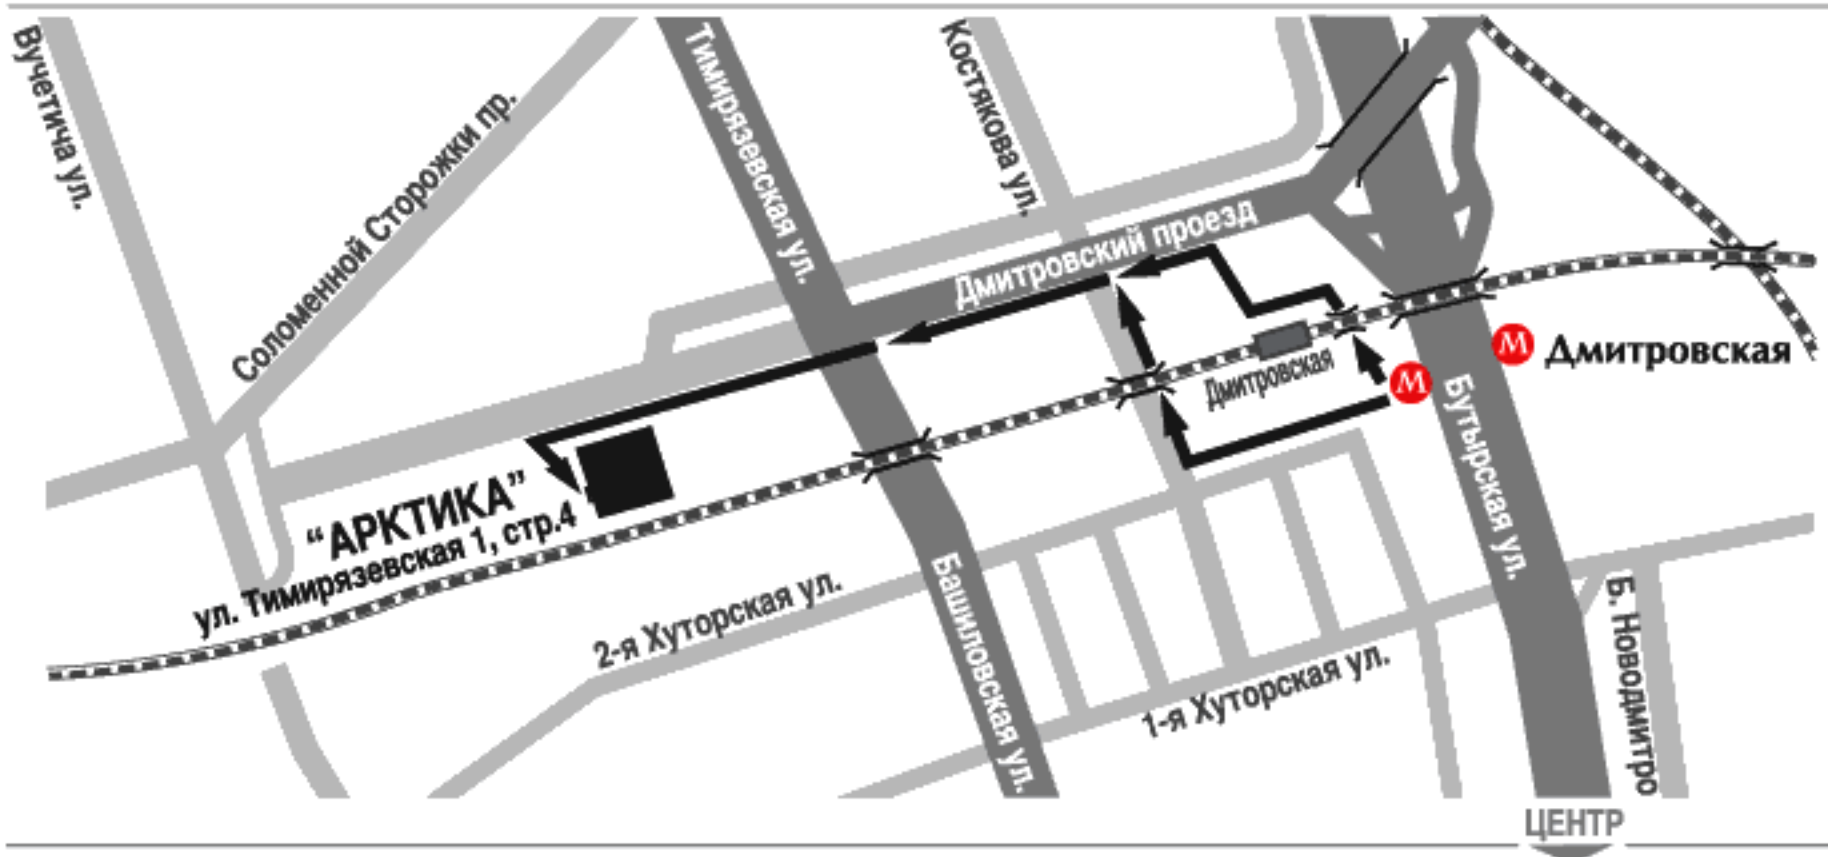 Вучетича ул.
Соломенной Сторожки пр.
Тимирязевская ул.
Костякова ул.
Дмитровский проезд
М Дмитровская
М
Дмитровская
Бутырская ул.
“АРКТИКА”
ул. Тимирязевская 1, стр.4
2-я Хуторская ул.
Башиловская ул.
1-я Хуторская ул.
Б. Новодмитро
ЦЕНТР